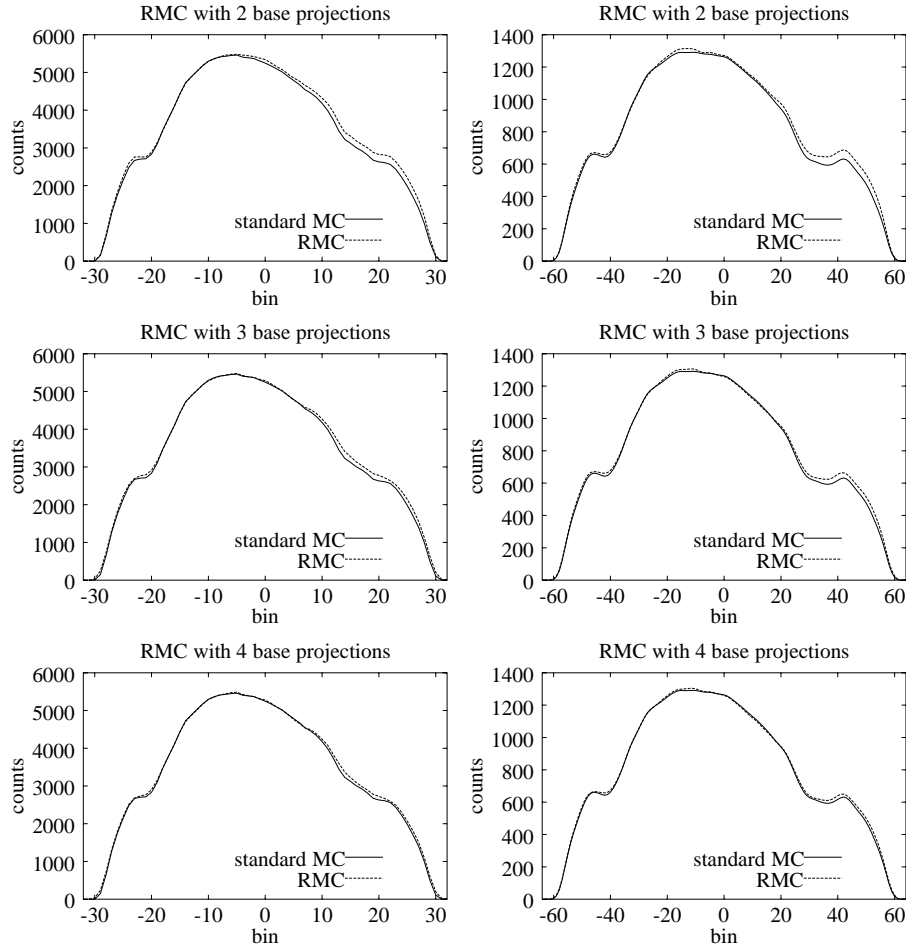 RMC with 2 base projections
6000
5000
4000
3000
2000
1000
0
counts
standard MC
RMC
-30 -20 -10 0 10 20 30
bin
RMC with 2 base projections
1400
1200
1000
800
600
400
200
0
counts
standard MC
RMC
-60 -40 -20 0 20 40 60
bin
RMC with 3 base projections
6000
5000
4000
3000
2000
1000
0
counts
standard MC
RMC
-30 -20 -10 0 10 20 30
bin
RMC with 3 base projections
1400
1200
1000
800
600
400
200
0
counts
standard MC
RMC
-60 -40 -20 0 20 40 60
bin
RMC with 4 base projections
6000
5000
4000
3000
2000
1000
0
counts
standard MC
RMC
-30 -20 -10 0 10 20 30
bin
RMC with 4 base projections
1400
1200
1000
800
600
400
200
0
counts
standard MC
RMC
-60 -40 -20 0 20 40 60
bin